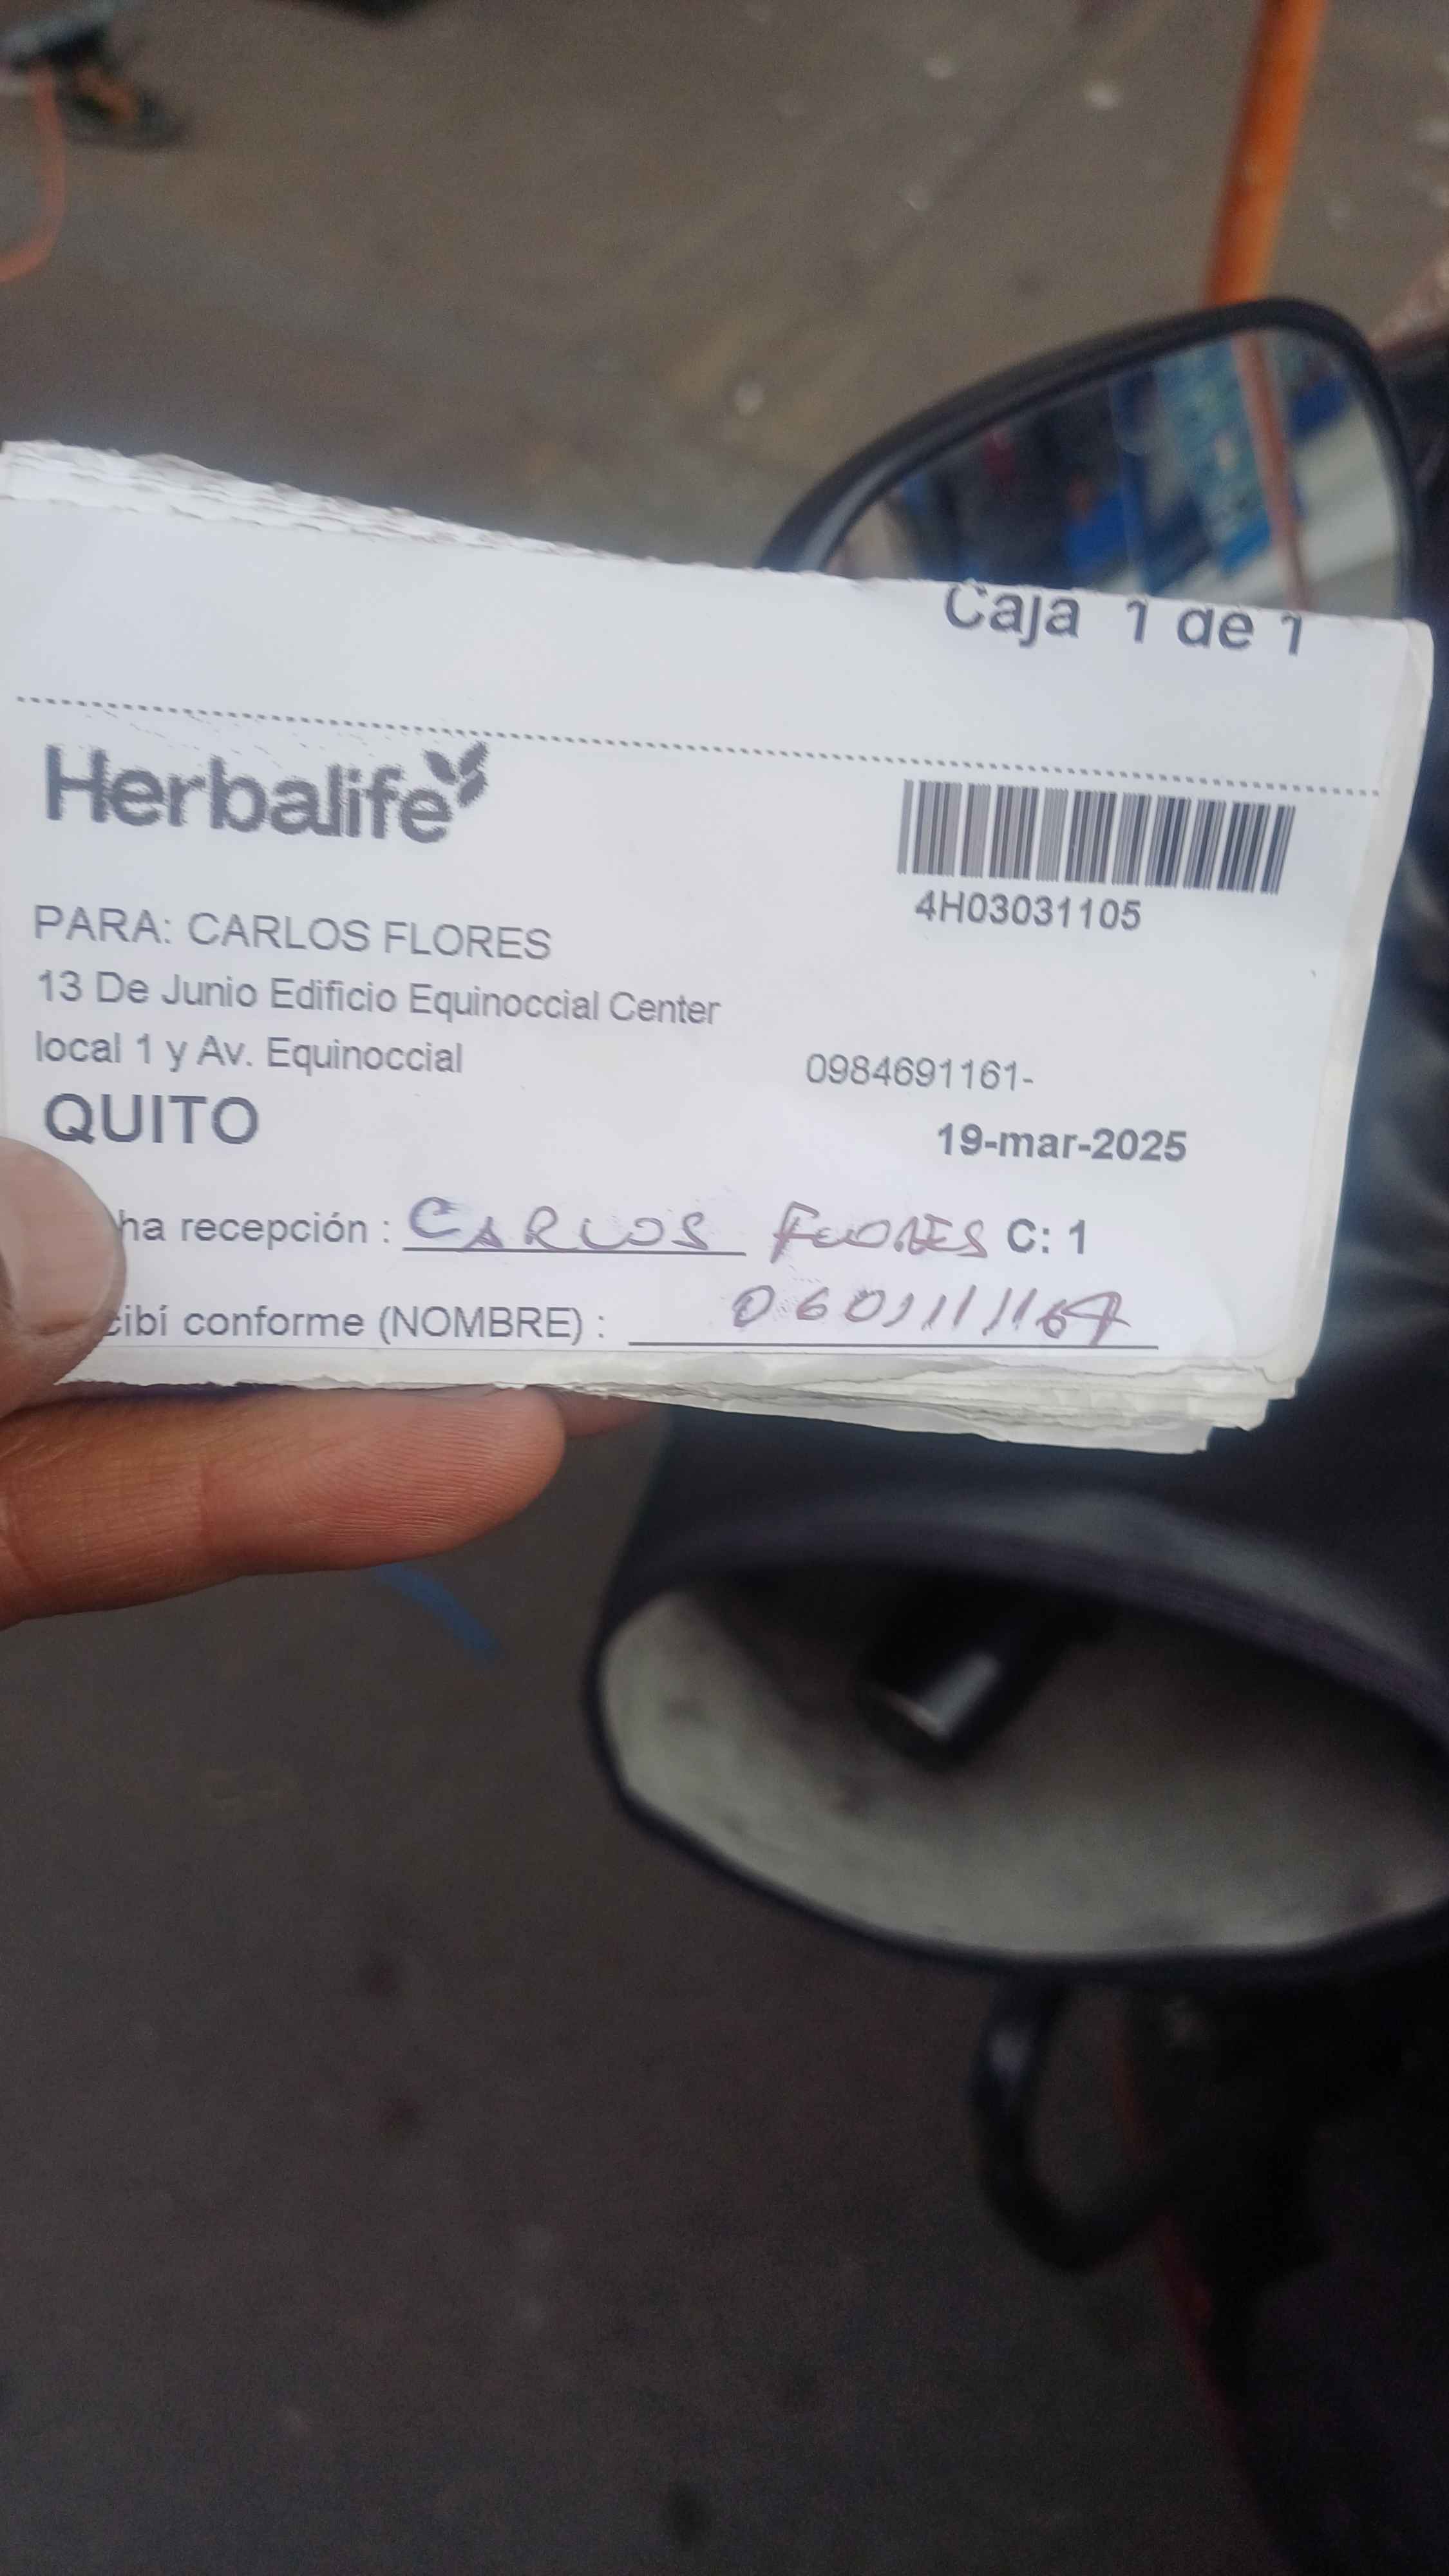 Caja 1 de 1
Herbalife
4H03031105
PARA: CARLOS FLORES
13 De Junio Edificio Equinoccial Center
local 1 y Av. Equinoccial
0984691161-
QUITO
19-mar-2025
ha recepción : CARLOS FLORES C: 1
cibí conforme (NOMBRE) :